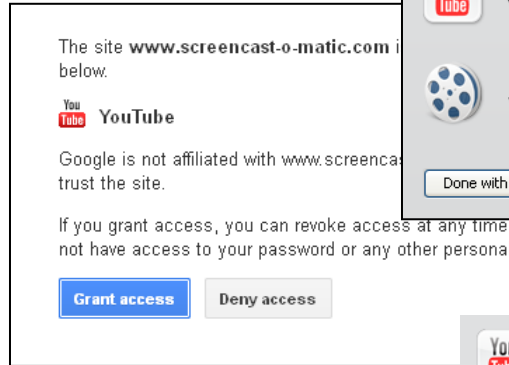 The site www.screencast-o-matic.com i
below.
You
Tube YouTube
Google is not affiliated with www.screencas
trust the site.
If you grant access, you can revoke access at any time
not have access to your password or any other persona
Grant access Deny access
Tube
Done with
You